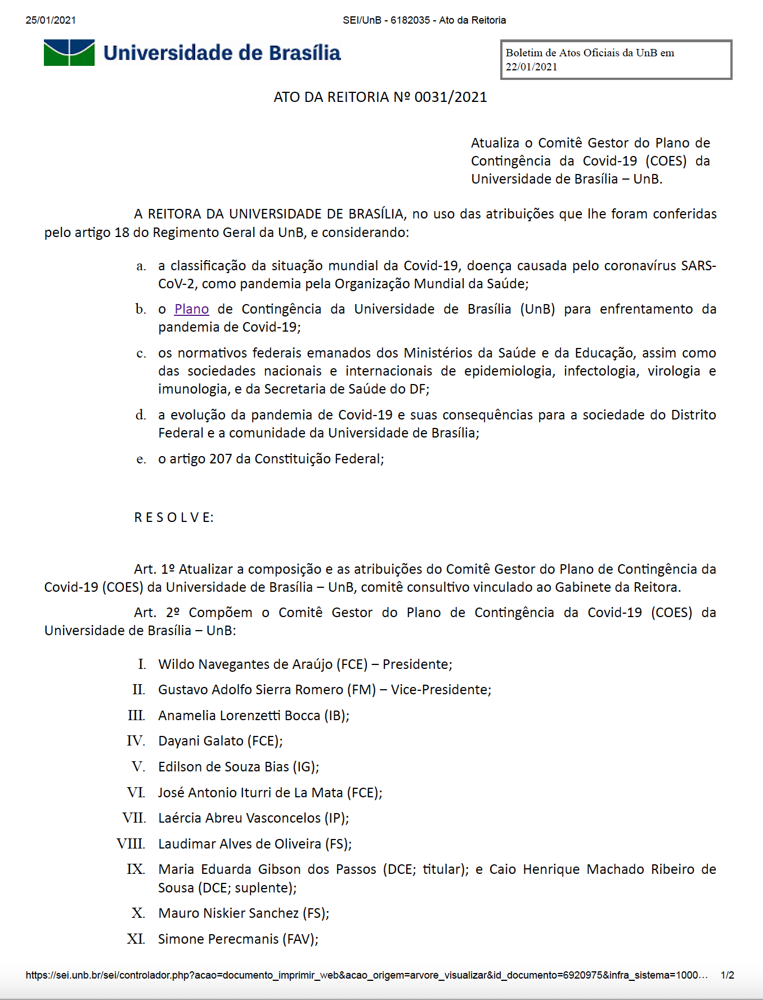 25/01/2021 SEI/UnB - 6182035 - Ato da Reitoria
Universidade de Brasília
Boletim de Atos Oficiais da UnB em
22/01/2021
ATO DA REITORIA Nº 0031/2021
Atualiza o Comitê Gestor do Plano de
Contingência da Covid-19 (COES) da
Universidade de Brasília – UnB.
A REITORA DA UNIVERSIDADE DE BRASÍLIA, no uso das atribuições que lhe foram conferidas
pelo artigo 18 do Regimento Geral da UnB, e considerando:
a. a classificação da situação mundial da Covid-19, doença causada pelo coronavírus SARS-
CoV-2, como pandemia pela Organização Mundial da Saúde;
b. o Plano de Contingência da Universidade de Brasília (UnB) para enfrentamento da
pandemia de Covid-19;
c. os normativos federais emanados dos Ministérios da Saúde e da Educação, assim como
das sociedades nacionais e internacionais de epidemiologia, infectologia, virologia e
imunologia, e da Secretaria de Saúde do DF;
d. a evolução da pandemia de Covid-19 e suas consequências para a sociedade do Distrito
Federal e a comunidade da Universidade de Brasília;
e. o artigo 207 da Constituição Federal;
R E S O L V E:
Art. 1º Atualizar a composição e as atribuições do Comitê Gestor do Plano de Contingência da
Covid-19 (COES) da Universidade de Brasília – UnB, comitê consultivo vinculado ao Gabinete da Reitora.
Art. 2º Compõem o Comitê Gestor do Plano de Contingência da Covid-19 (COES) da
Universidade de Brasília – UnB:
I. Wildo Navegantes de Araújo (FCE) – Presidente;
II. Gustavo Adolfo Sierra Romero (FM) – Vice-Presidente;
III. Anamelia Lorenzetti Bocca (IB);
IV. Dayani Galato (FCE);
V. Edilson de Souza Bias (IG);
VI. José Antonio Iturri de La Mata (FCE);
VII. Laércia Abreu Vasconcelos (IP);
VIII. Laudimar Alves de Oliveira (FS);
IX. Maria Eduarda Gibson dos Passos (DCE; titular); e Caio Henrique Machado Ribeiro de
Sousa (DCE; suplente);
X. Mauro Niskier Sanchez (FS);
XI. Simone Perecmanis (FAV);
https://sei.unb.br/sei/controlador.php?acao=documento_imprimir_web&acao_origem=arvore_visualizar&id_documento=6920975&infra_sistema=1000… 1/2